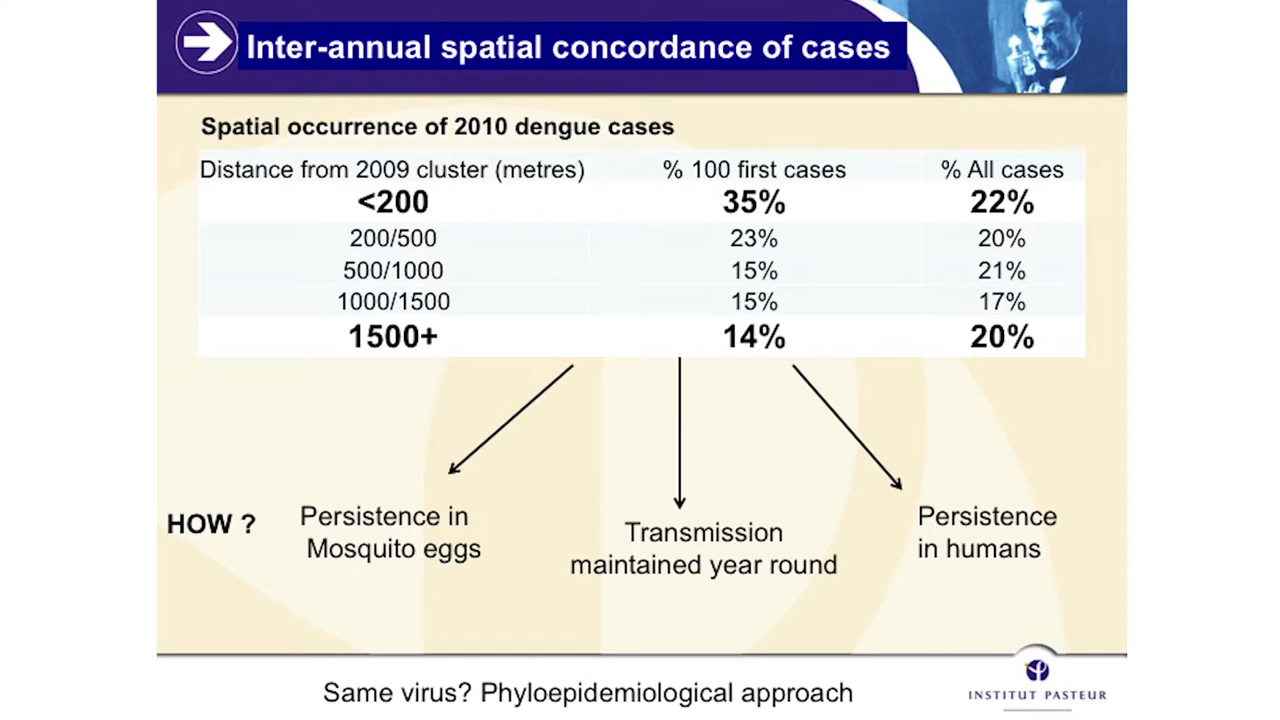 Inter-annual spatial concordance of cases
Spatial occurrence of 2010 dengue cases
Distance from 2009 cluster (metres) % 100 first cases % All cases
<200 35% 22%
200/500 23% 20%
500/1000 15% 21%
1000/1500 15% 17%
1500+ 14% 20%
HOW ?
Persistence in
Mosquito eggs
Transmission
maintained year round
Persistence
in humans
Same virus? Phyloepidemiological approach
INSTITUT PASTEUR